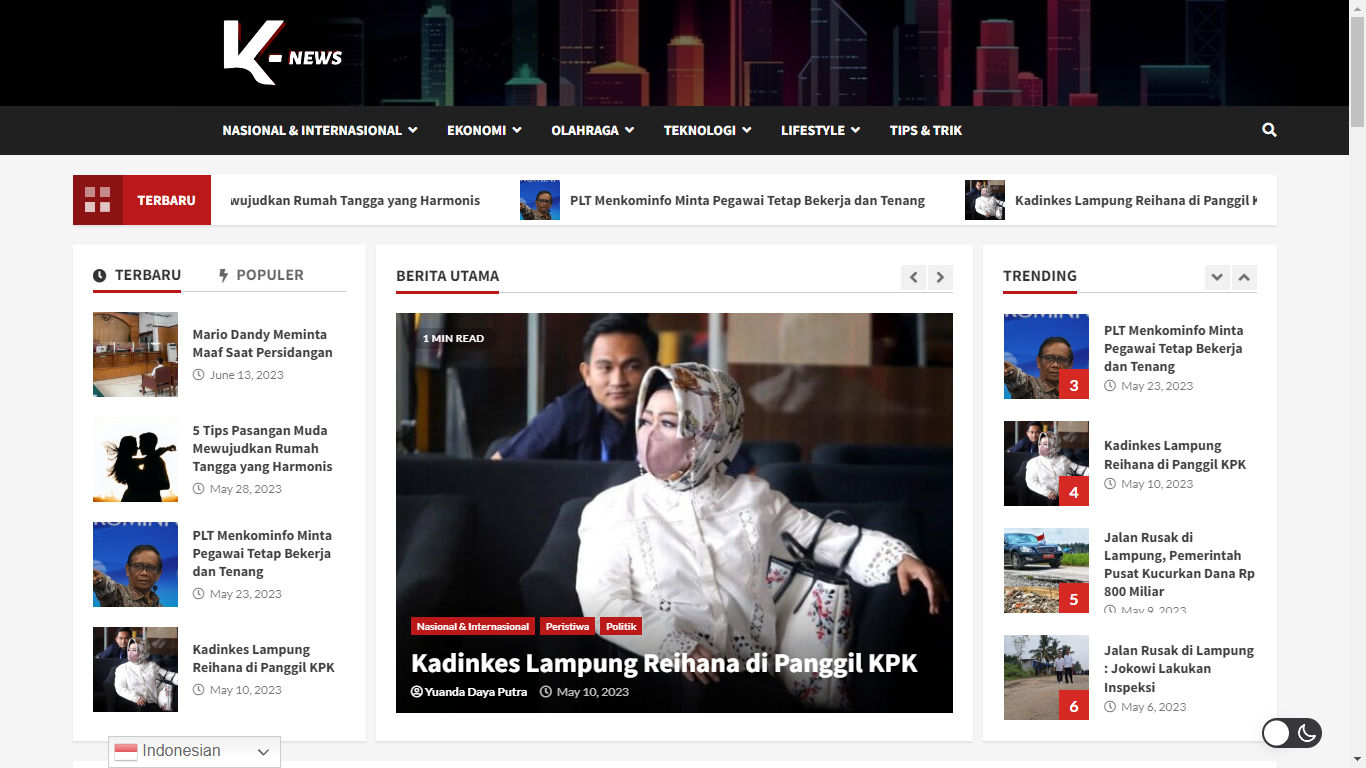 K- NEWS
NASIONAL & INTERNASIONAL
EKONOMI
OLAHRAGA
TEKNOLOGI
LIFESTYLE
TIPS & TRIK
TERBARU
wujudkan Rumah Tangga yang Harmonis
PLT Menkominfo Minta Pegawai Tetap Bekerja dan Tenang
Kadinkes Lampung Reihana di Panggil K
TERBARU
POPULER
Mario Dandy Meminta
Maaf Saat Persidangan
June 13, 2023
5 Tips Pasangan Muda
Mewujudkan Rumah
Tangga yang Harmonis
May 28, 2023
PLT Menkominfo Minta
Pegawai Tetap Bekerja
dan Tenang
May 23, 2023
Kadinkes Lampung
Reihana di Panggil KPK
May 10, 2023
BERITA UTAMA
1 MIN READ
Nasional & Internasional
Peristiwa
Politik
Kadinkes Lampung Reihana di Panggil KPK
Yuanda Daya Putra
May 10, 2023
TRENDING
PLT Menkominfo Minta
Pegawai Tetap Bekerja
dan Tenang
May 23, 2023
3
Kadinkes Lampung
Reihana di Panggil KPK
May 10, 2023
4
Jalan Rusak di
Lampung, Pemerintah
Pusat Kucurkan Dana Rp
800 Miliar
May 9, 2023
5
Jalan Rusak di Lampung
: Jokowi Lakukan
Inspeksi
May 6, 2023
6
Indonesian